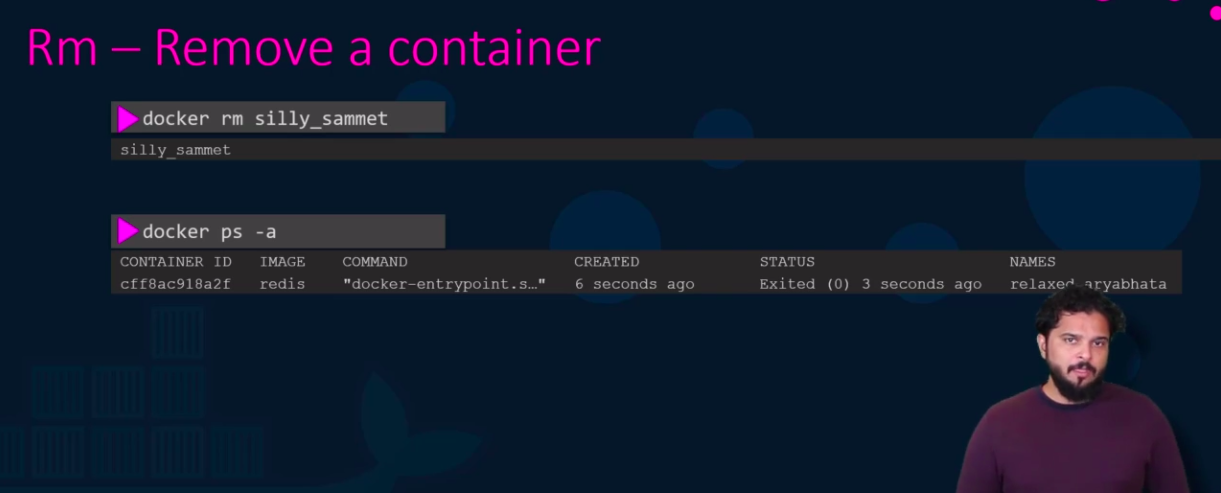 Rm – Remove a container
docker rm silly_sammet
silly_sammet
docker ps -a
CONTAINER ID IMAGE COMMAND CREATED STATUS NAMES
cff8ac918a2f redis "docker-entrypoint.s…" 6 seconds ago Exited (0) 3 seconds ago relaxed_aryabhata